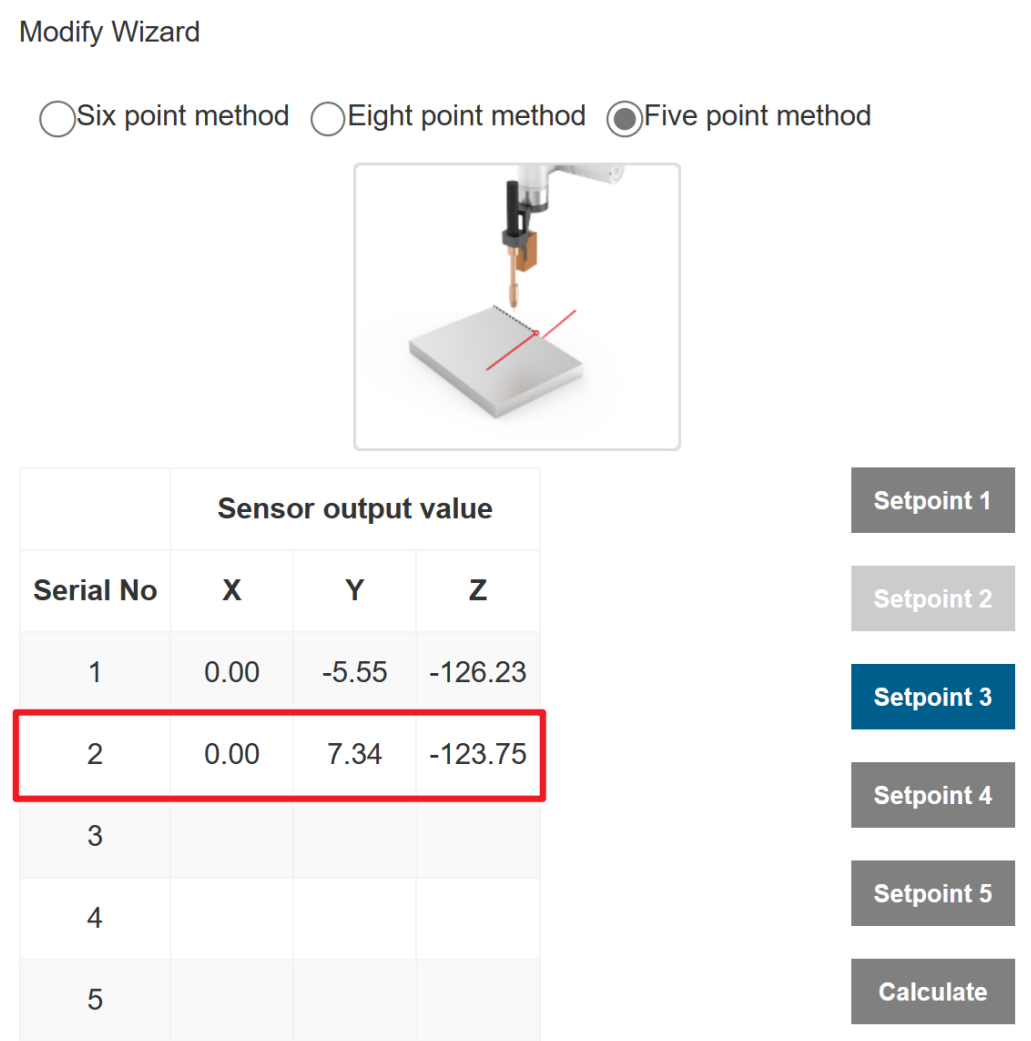 Modify Wizard
Six point method Eight point method Five point method
Sensor output value
Serial No X Y Z
1 0.00 -5.55 -126.23
2 0.00 7.34 -123.75
3
4
5
Setpoint 1
Setpoint 2
Setpoint 3
Setpoint 4
Setpoint 5
Calculate